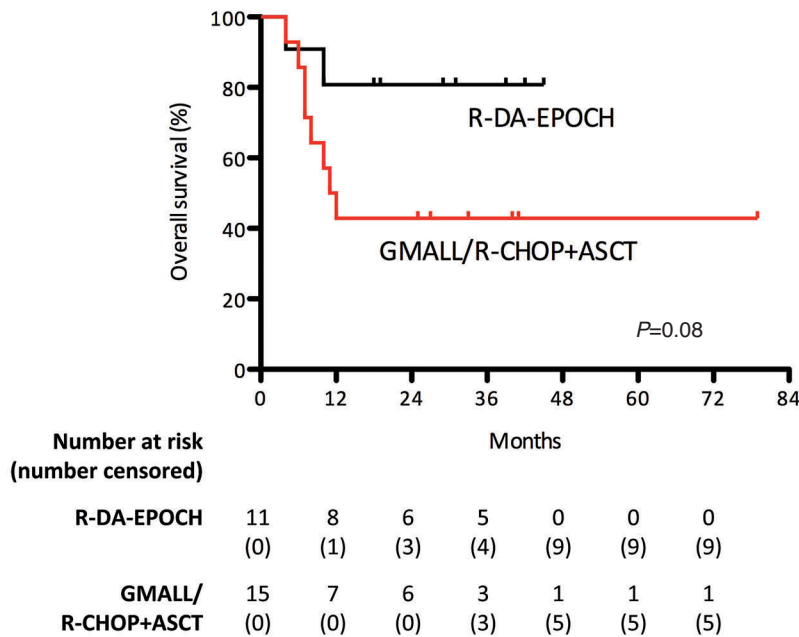 Overall survival (%)
100
80
60
40
20
0
R-DA-EPOCH
GMALL/R-CHOP+ASCT
P=0.08
0 12 24 36 48 60 72 84
Months
Number at risk
(number censored)
R-DA-EPOCH 11 8 6 5 0 0 0
(0) (1) (3) (4) (9) (9) (9)
GMALL/ 15 7 6 3 1 1 1
R-CHOP+ASCT (0) (0) (0) (3) (5) (5) (5)